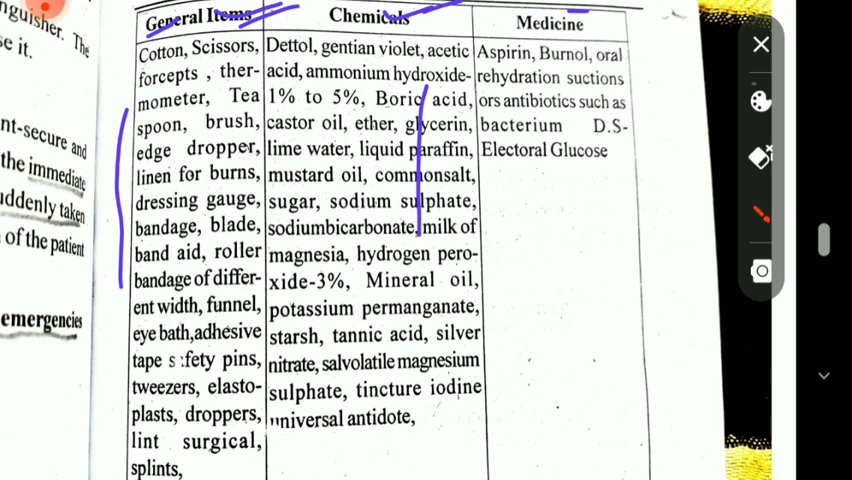 nguisher. The
se it.
nt-secure and
the immediate
uddenly taken
of the patient
emergencies
General Items
Cotton, Scissors,
forcepts , ther-
mometer, Tea
spoon, brush,
edge dropper,
linen for burns,
dressing gauge,
bandage, blade,
band aid, roller
bandage of differ-
ent width, funnel,
eye bath,adhesive
tape s:fety pins,
tweezers, elasto-
plasts, droppers,
lint surgical,
splints,
Chemicals
Dettol, gentian violet, acetic
acid, ammonium hydroxide-
1% to 5%, Boric acid,
castor oil, ether, glycerin,
lime water, liquid paraffin,
mustard oil, commonsalt,
sugar, sodium sulphate,
sodiumbicarbonate, milk of
magnesia, hydrogen pero-
xide-3%, Mineral oil,
potassium permanganate,
starsh, tannic acid, silver
nitrate, salvolatile magnesium
sulphate, tincture iodine
universal antidote,
Medicine
Aspirin, Burnol, oral
rehydration suctions
ors antibiotics such as
bacterium D.S-
Electoral Glucose